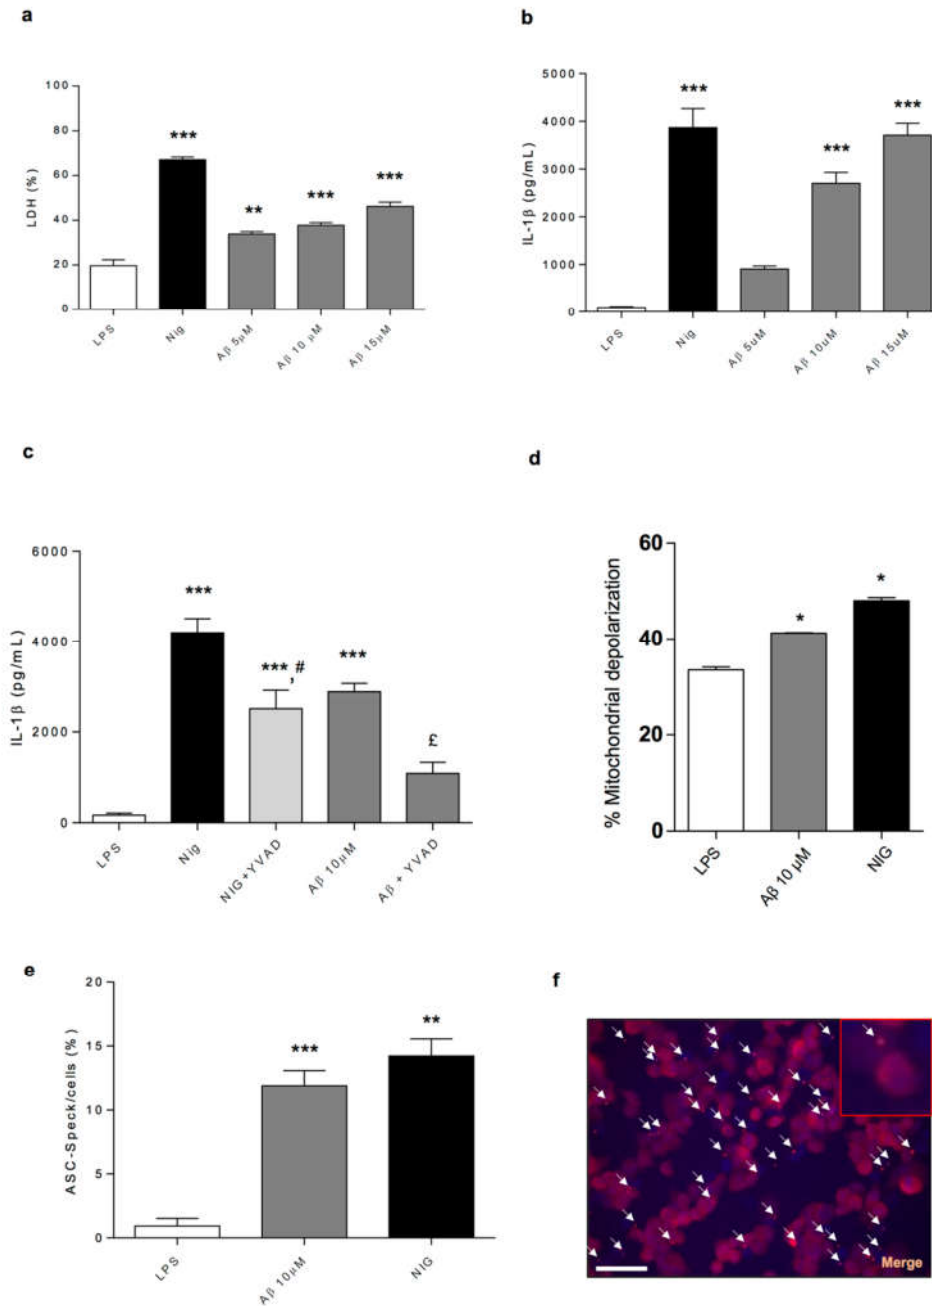 a
100
80
60
40
20
0
LDH (%)
***
**
***
***
LPS
Nig
Aβ 5μM
Aβ 10 μM
Aβ 15μM
b
5000
4000
3000
2000
1000
0
IL-1β (pg/mL)
***
***
***
LPS
Nig
Aβ 5uM
Aβ 10uM
Aβ 15uM
c
6000
4000
2000
0
IL-1β (pg/mL)
***
***,#
***
£
LPS
Nig
NIG+YVAD
Aβ 10μM
Aβ + YVAD
d
60
40
20
0
% Mitochondrial depolarization
*
*
LPS
Aβ 10 μM
NIG
e
20
15
10
5
0
ASC-Speck/cells (%)
***
**
LPS
Aβ 10μM
NIG
f
Merge